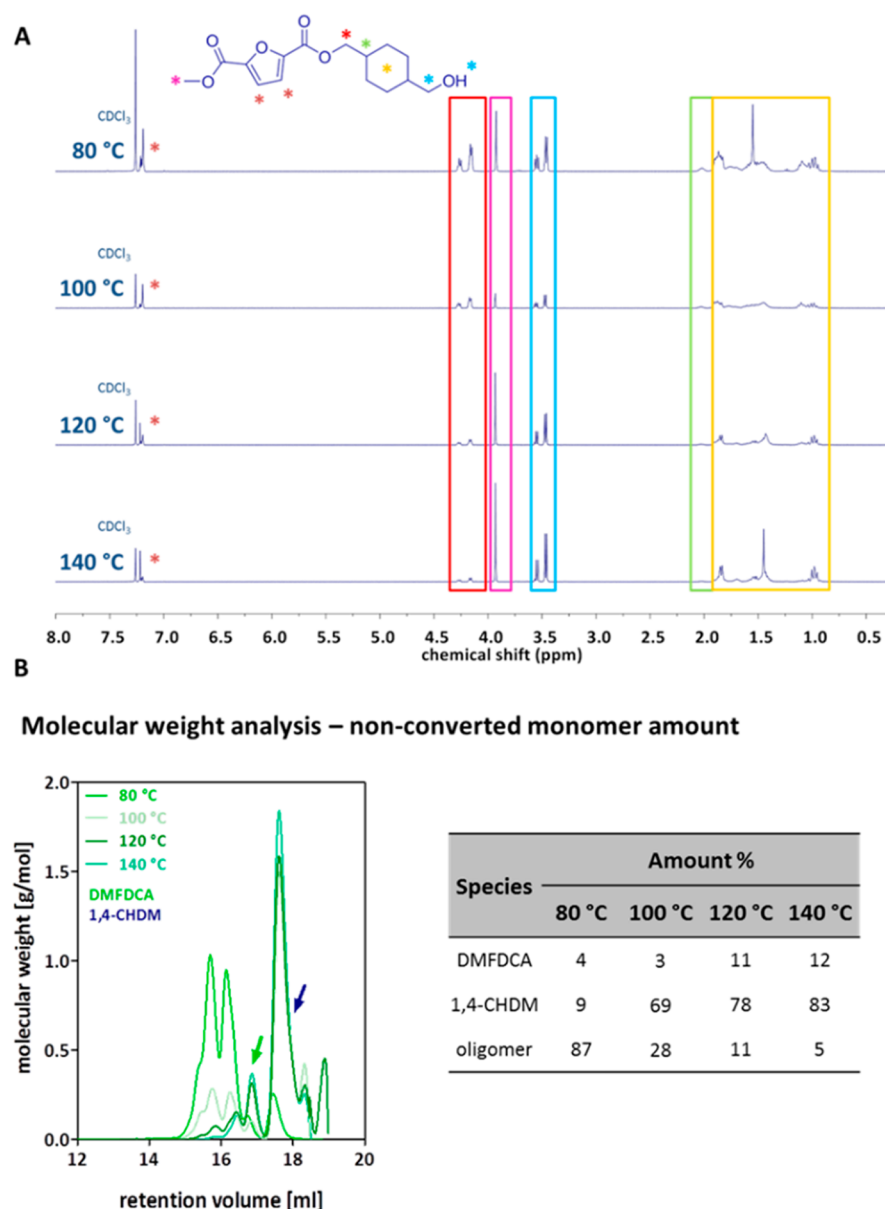 A
O
O
O
O
O
OH
* * * * * * * *
CDCl3
80 °C *
CDCl3
100 °C *
CDCl3
120 °C *
CDCl3
140 °C *
8.0 7.5 7.0 6.5 6.0 5.5 5.0 4.5 4.0 3.5 3.0 2.5 2.0 1.5 1.0 0.5
chemical shift (ppm)
B
Molecular weight analysis – non-converted monomer amount
molecular weight [g/mol]
2.0
1.5
1.0
0.5
0.0
80 °C
100 °C
120 °C
140 °C
DMFDCA
1,4-CHDM
12 14 16 18 20
retention volume [ml]
Species Amount %
80 °C 100 °C 120 °C 140 °C
DMFDCA 4 3 11 12
1,4-CHDM 9 69 78 83
oligomer 87 28 11 5